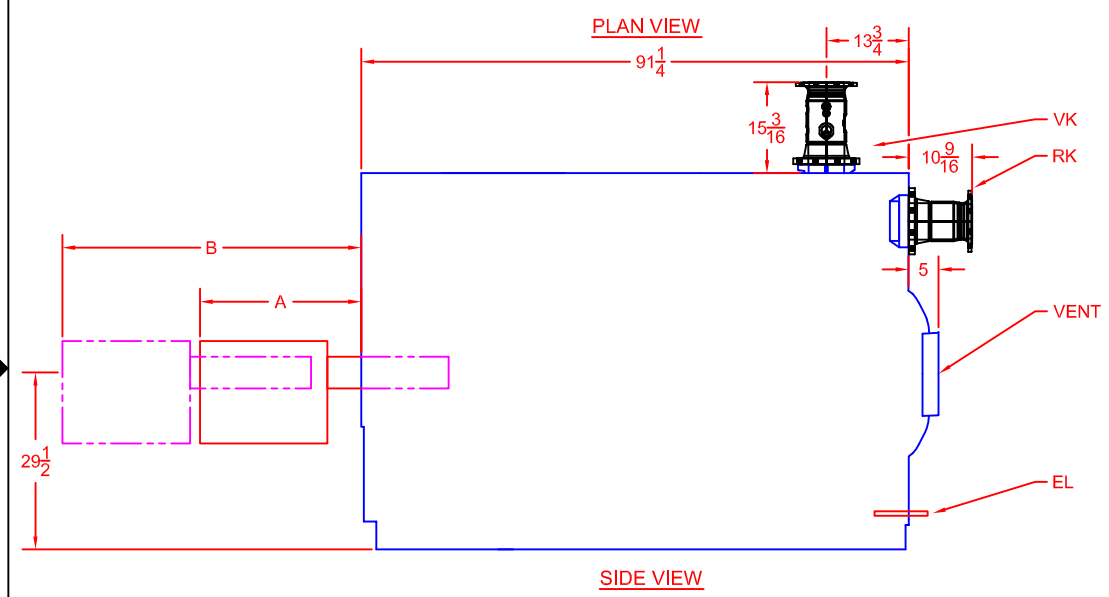 PLAN VIEW
13 3/4
91 1/4
15 3/16
VK
10 9/16
RK
B
5
A
VENT
29 1/2
EL
SIDE VIEW